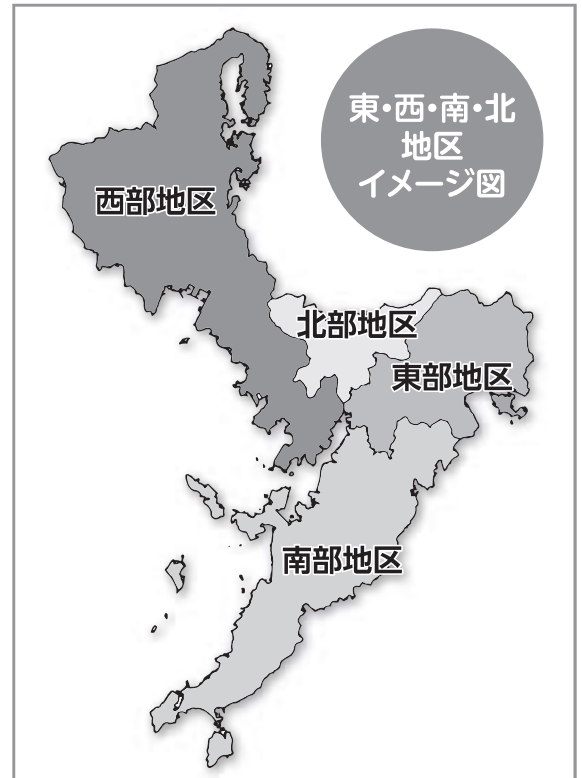 東・西・南・北
地区
イメージ図
西部地区
北部地区
東部地区
南部地区